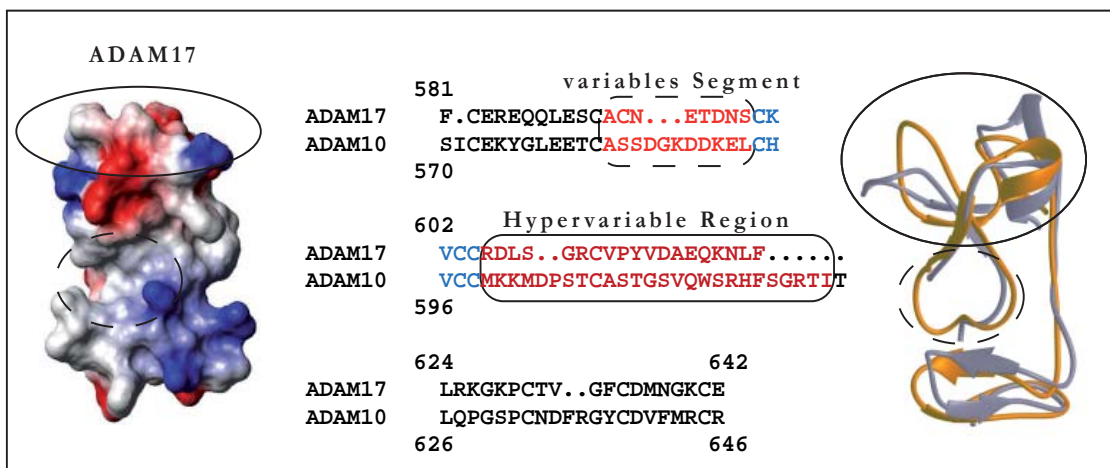 ADAM17
variables Segment
581
ADAM17 F.CEREQQLESCACN...ETDNSCK
ADAM10 SICEKYGLEETCASSDGKDDKELCH
570
Hypervariable Region
602
ADAM17 VCCRDLS..GRCVPYVDAEQKNLF......
ADAM10 VCCMKKMDPSTCASTGSVQWSRHFSGRTIT
596
624 642
ADAM17 LRKGKPCTV..GFCDMNGKCE
ADAM10 LQPGSPCNDFRGYCDVFMRCR
626 646